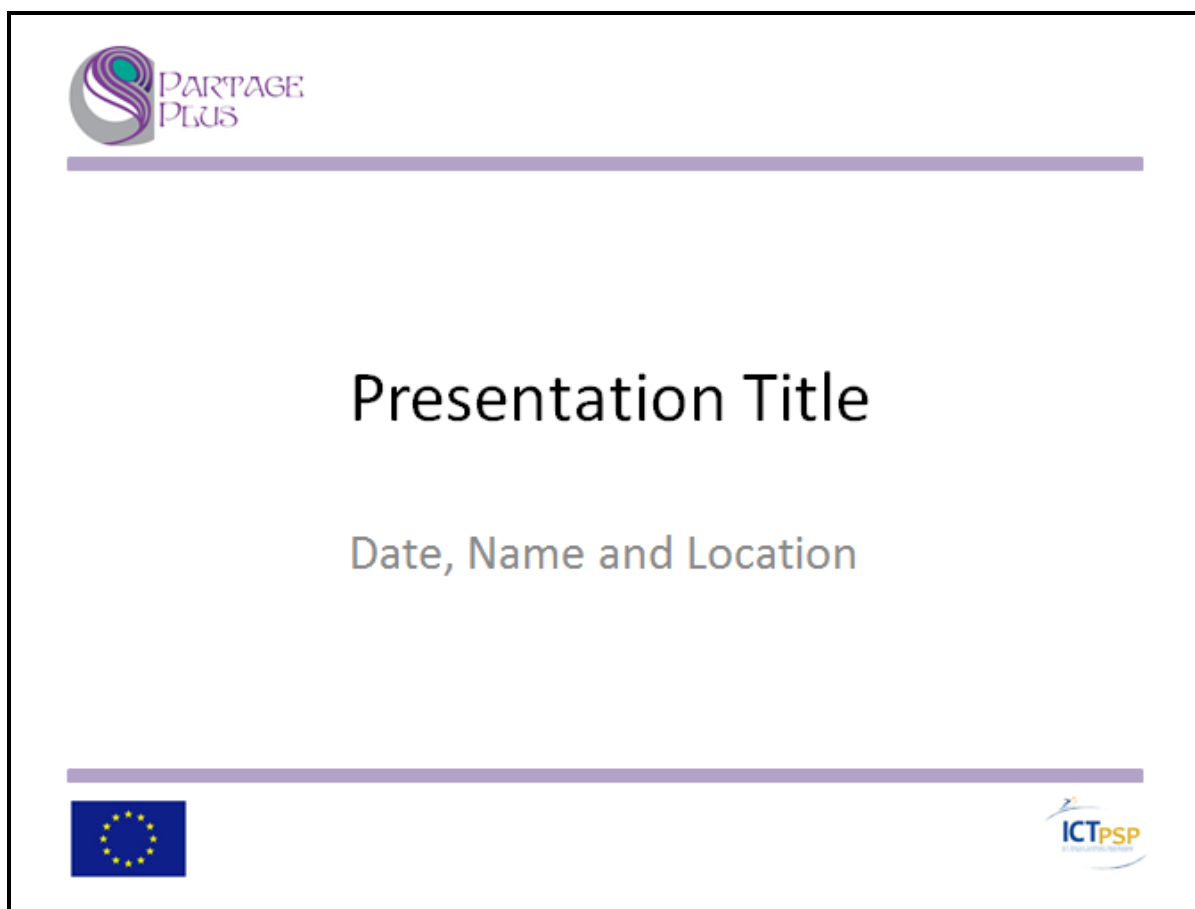 PARTAGE
PLUS
Presentation Title
Date, Name and Location
ICTPSP